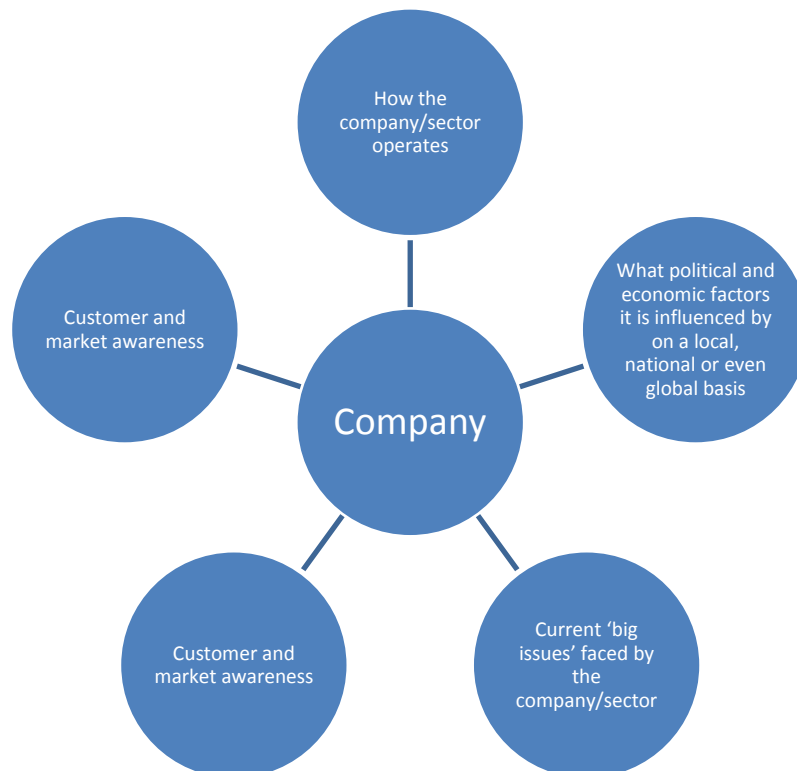 How the
company/sector
operates
What political and
economic factors
it is influenced by
on a local,
national or even
global basis
Customer and
market awareness
Company
Customer and
market awareness
Current ‘big
issues’ faced by
the
company/sector